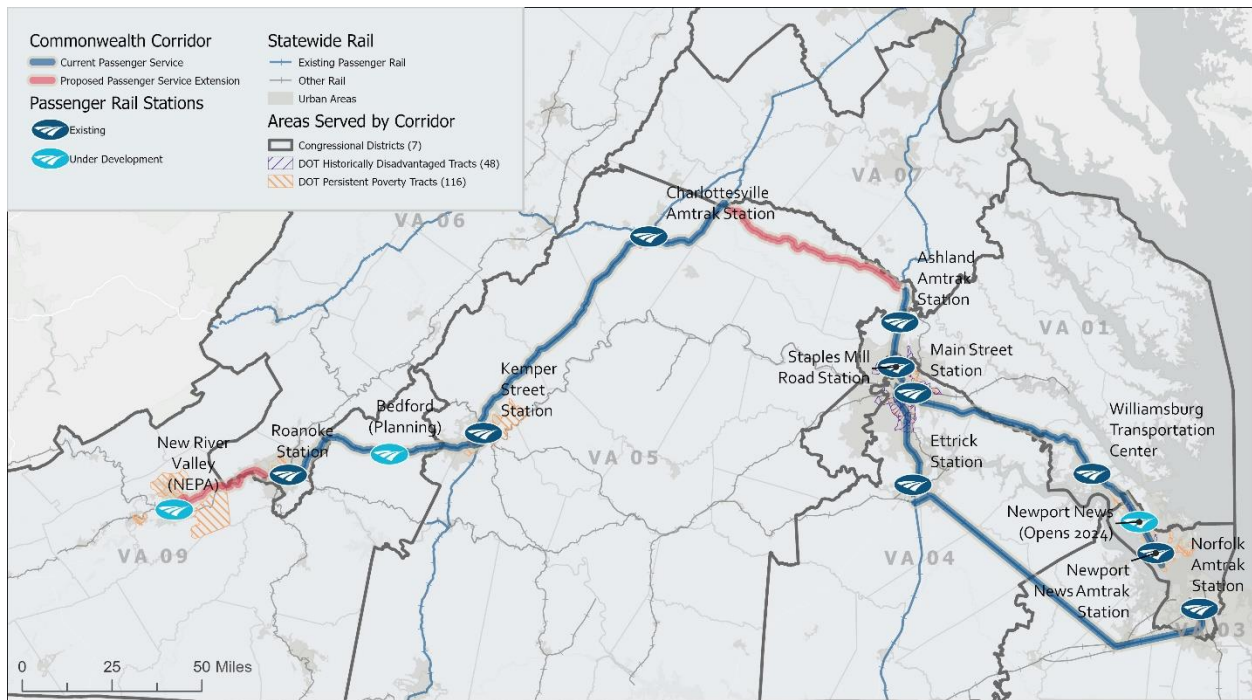 Commonwealth Corridor
Current Passenger Service
Proposed Passenger Service Extension
Passenger Rail Stations
Existing
Under Development
Statewide Rail
Existing Passenger Rail
Other Rail
Urban Areas
Areas Served by Corridor
Congressional Districts (7)
DOT Historically Disadvantaged Tracts (48)
DOT Persistent Poverty Tracts (116)
VA 07
Charlottesville
Amtrak Station
VA 06
Ashland
Amtrak
Station
VA 01
Staples Mill
Road Station
Main Street
Station
Kemper
Street
Station
Bedford
(Planning)
Roanoke
Station
New River
Valley
(NEPA)
Williamsburg
Transportation
Center
Ettrick
Station
VA 05
Newport News
(Opens 2024)
Norfolk
Amtrak
Station
VA 09
VA 04
Newport
News Amtrak
Station
VA 03
0 25 50 Miles